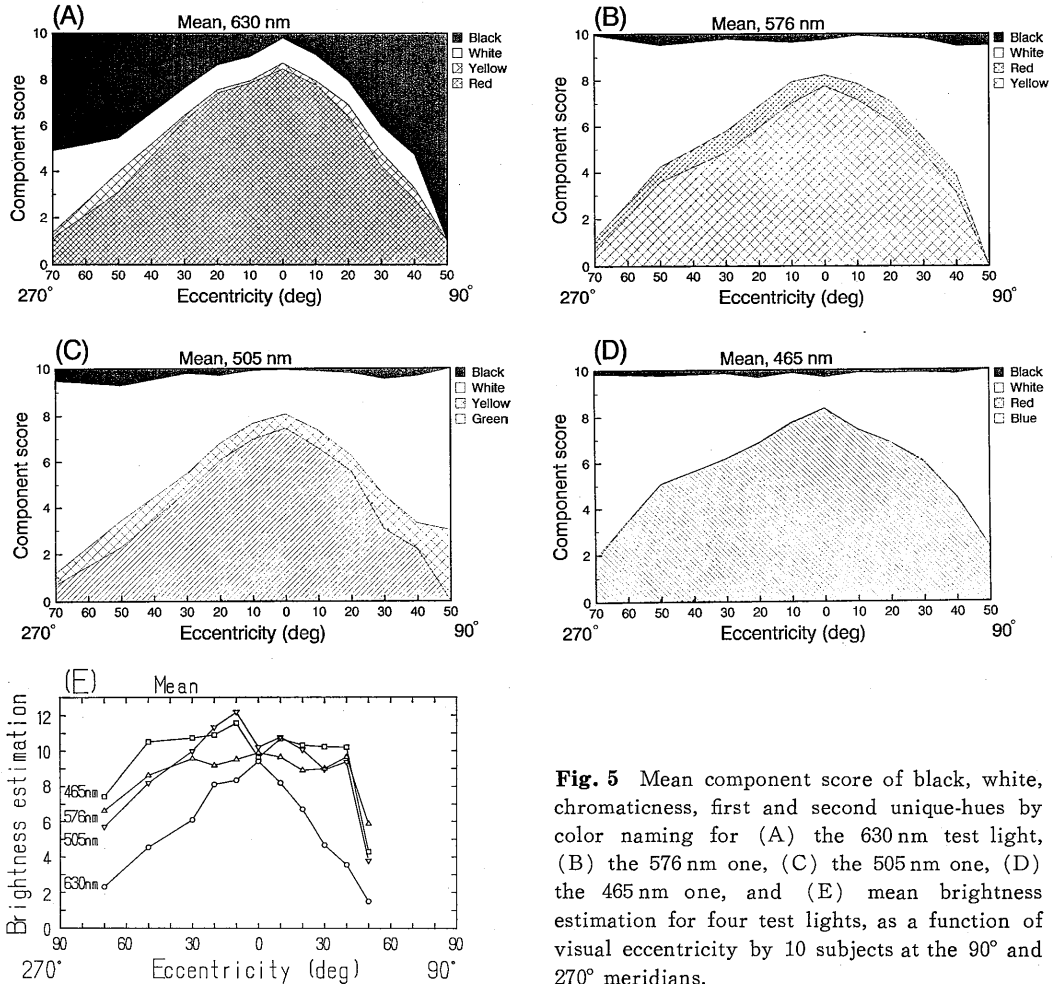 (A)
Mean, 630 nm
Black
White
Yellow
Red
Component score
10
8
6
4
2
0
70 60 50 40 30 20 10 0 10 20 30 40 50
270° Eccentricity (deg) 90°
(B)
Mean, 576 nm
Black
White
Red
Yellow
Component score
10
8
6
4
2
0
70 60 50 40 30 20 10 0 10 20 30 40 50
270° Eccentricity (deg) 90°
(C)
Mean, 505 nm
Black
White
Yellow
Green
Component score
10
8
6
4
2
0
70 60 50 40 30 20 10 0 10 20 30 40 50
270° Eccentricity (deg) 90°
(D)
Mean, 465 nm
Black
White
Red
Blue
Component score
10
8
6
4
2
0
70 60 50 40 30 20 10 0 10 20 30 40 50
270° Eccentricity (deg) 90°
(E)
Mean
Brightness estimation
12
10
8
6
4
2
0
465nm
576nm
505nm
630nm
90 60 30 0 30 60 90
270° Eccentricity (deg) 90°
Fig. 5 Mean component score of black, white,
chromaticness, first and second unique-hues by
color naming for (A) the 630 nm test light,
(B) the 576 nm one, (C) the 505 nm one, (D)
the 465 nm one, and (E) mean brightness
estimation for four test lights, as a function of
visual eccentricity by 10 subjects at the 90° and
270° meridians.